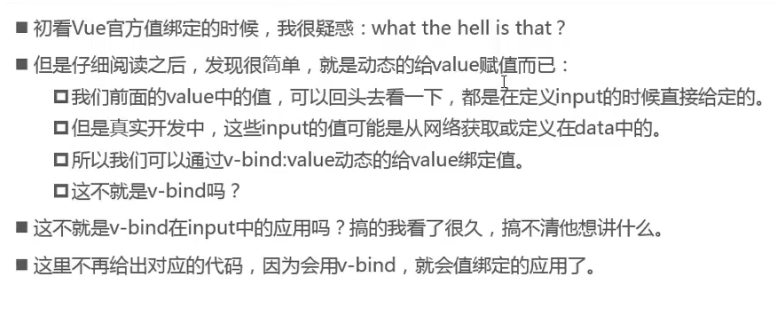 ■ 初看Vue官方值绑定的时候，我很疑惑：what the hell is that？
■ 但是仔细阅读之后，发现很简单，就是动态的给value赋值而已：
口我们前面的value中的值，可以回头去看一下，都是在定义input的时候直接给定的。
口但是真实开发中，这些input的值可能是从网络获取或定义在data中的。
口所以我们可以通过v-bind:value动态的给value绑定值。
口这不就是v-bind吗？
■ 这不就是v-bind在input中的应用吗？搞的我看了很久，搞不清他想讲什么。
■ 这里不再给出对应的代码，因为会用v-bind，就会值绑定的应用了。